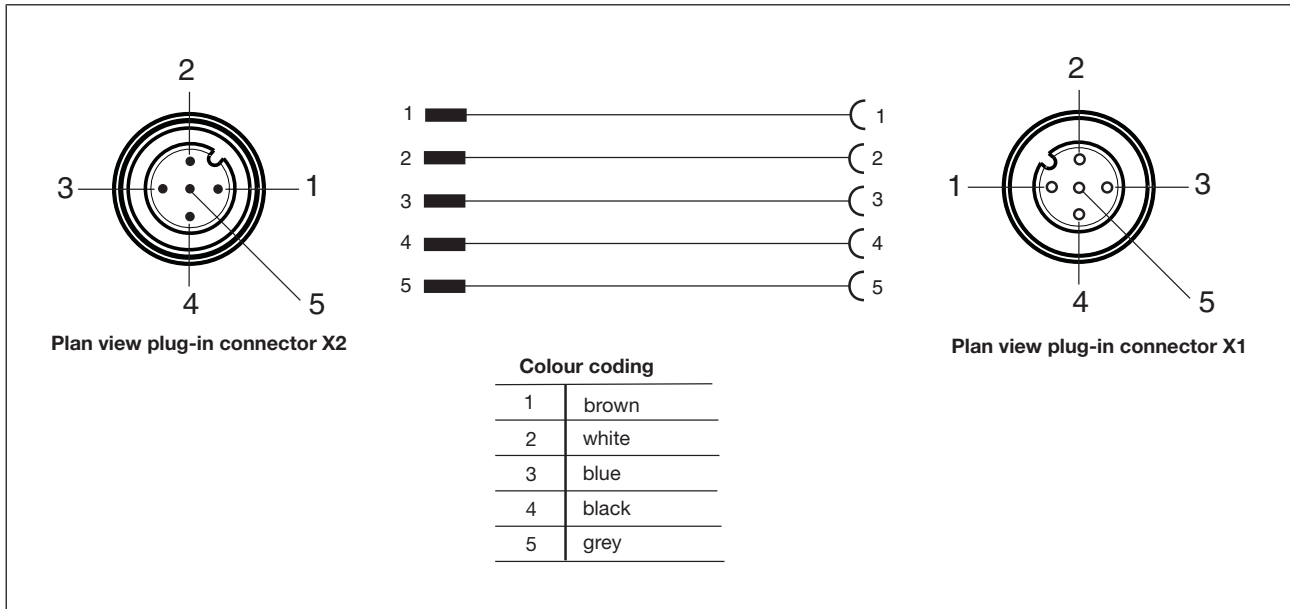 2
3
1
4
5
Plan view plug-in connector X2
1 1
2 2
3 3
4 4
5 5
2
1
3
4
5
Plan view plug-in connector X1
Colour coding
1 brown
2 white
3 blue
4 black
5 grey